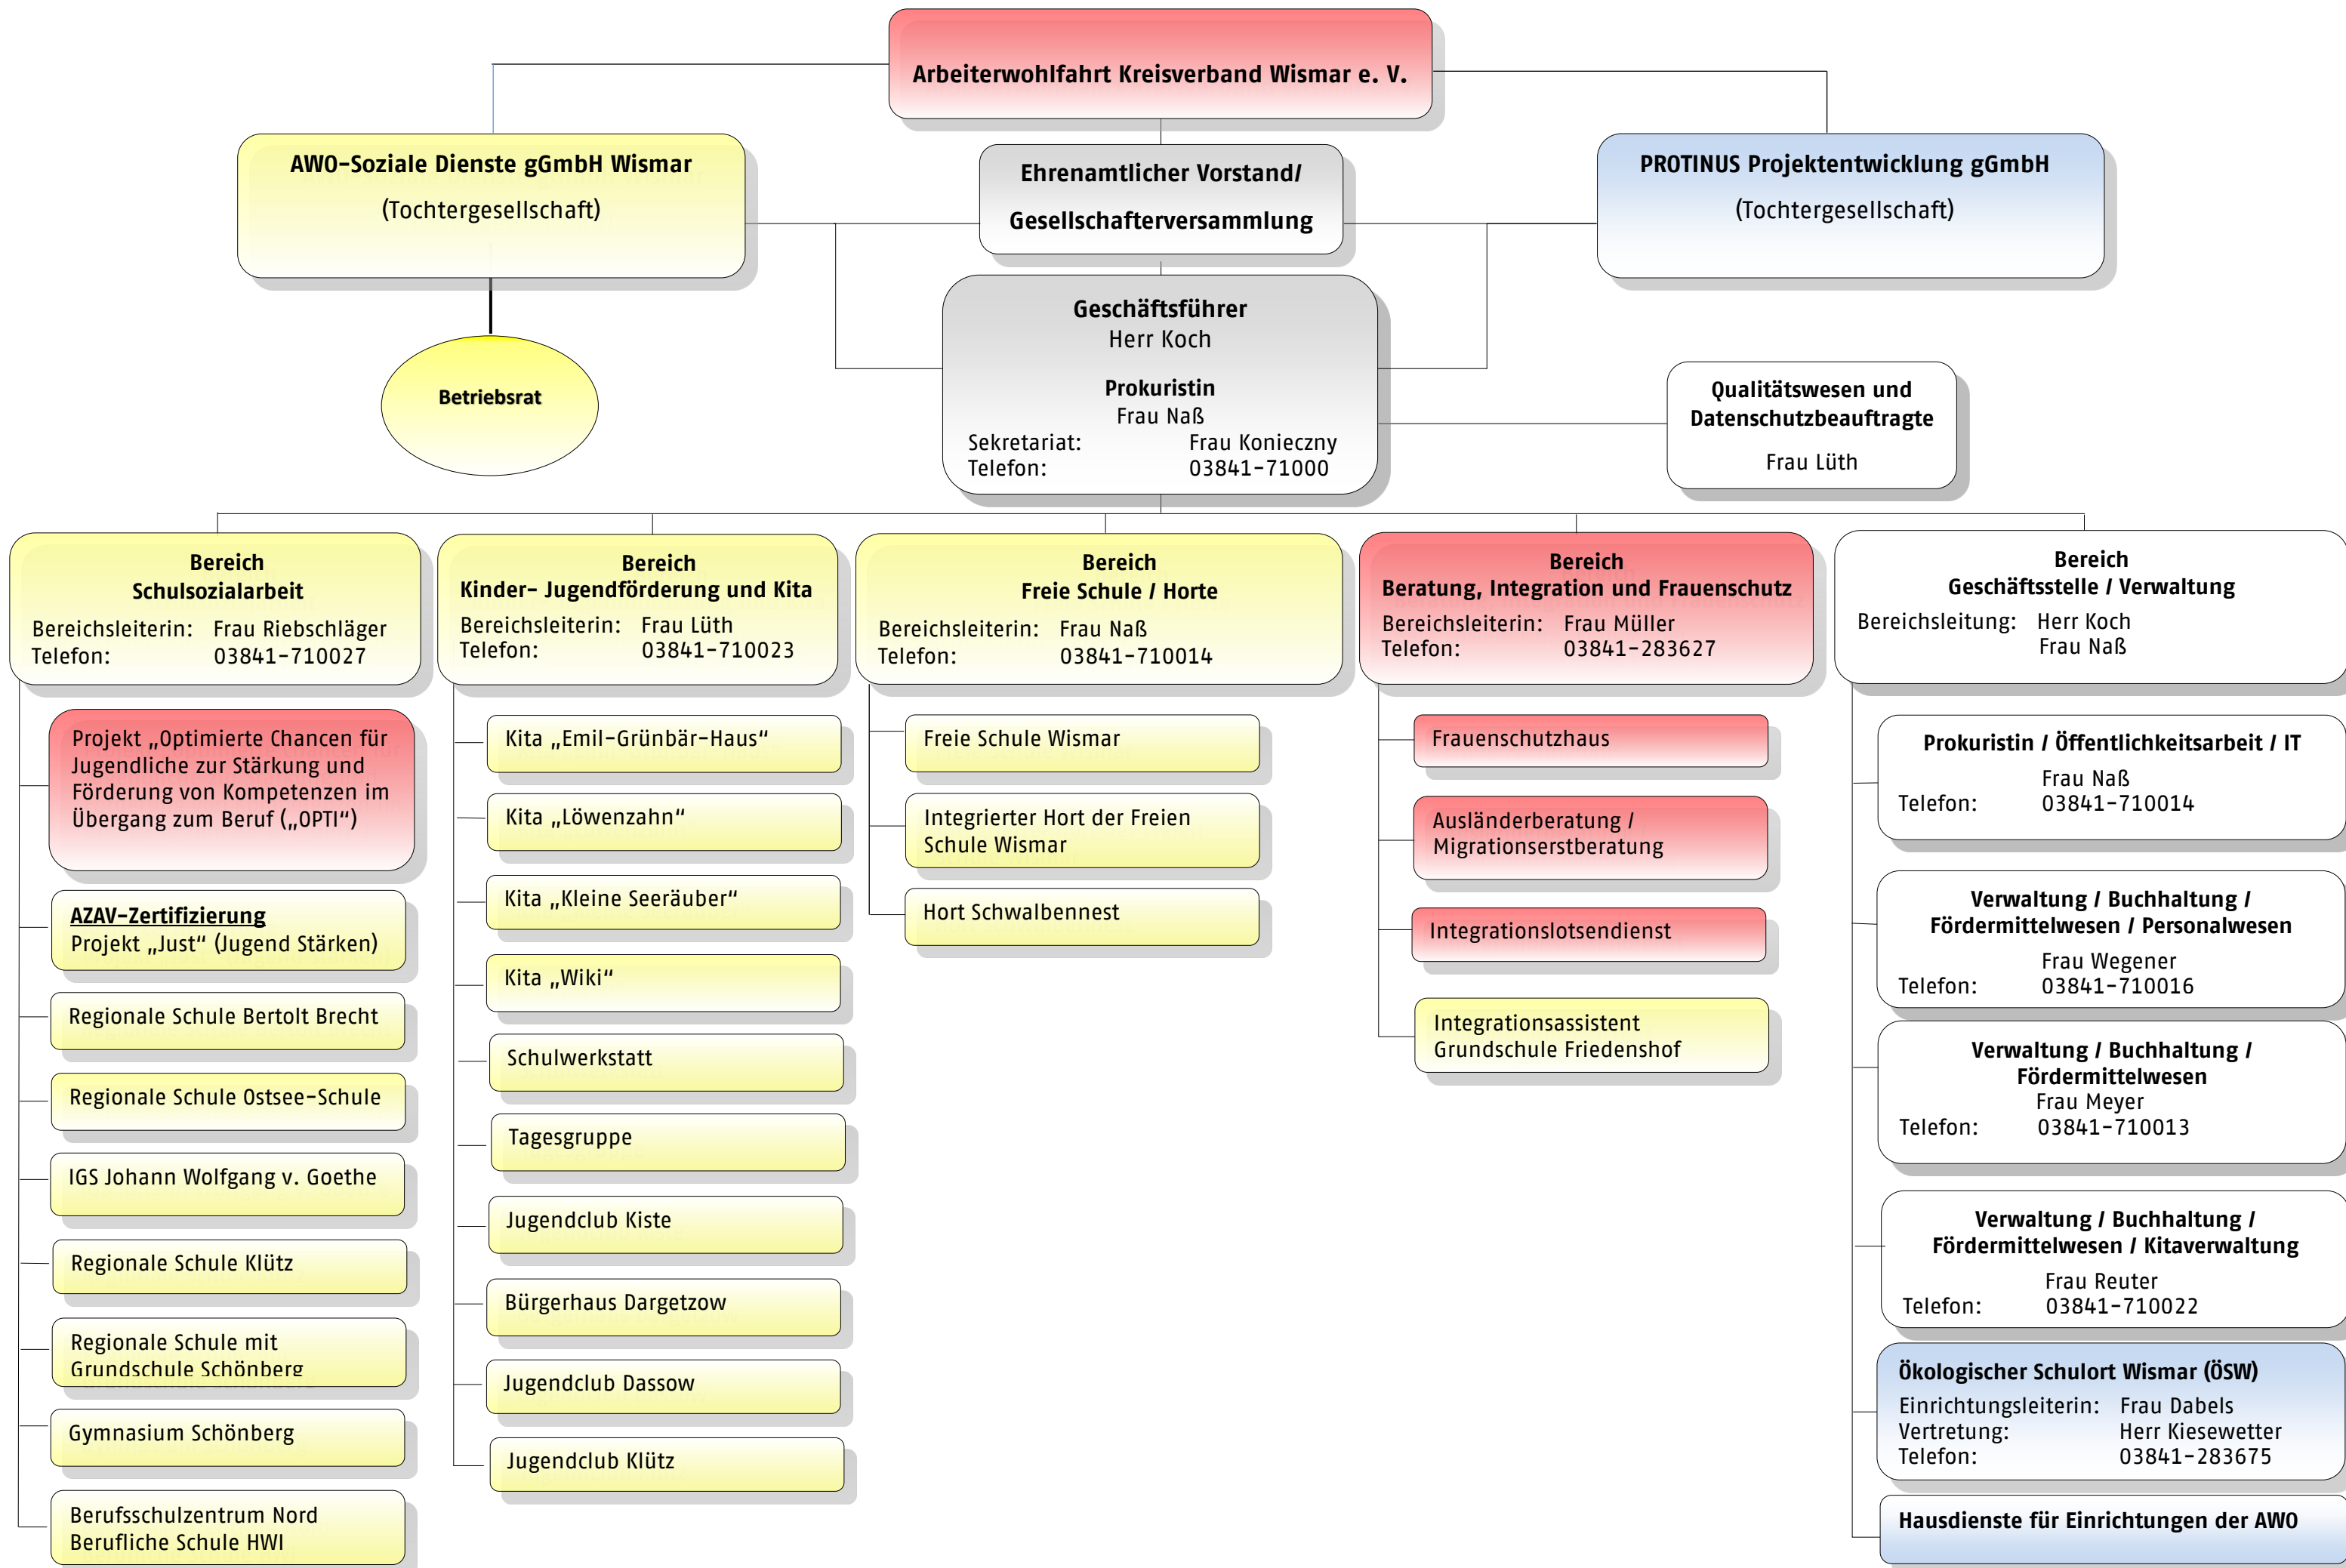 Arbeiterwohlfahrt Kreisverband Wismar e. V.
AWO-Soziale Dienste gGmbH Wismar
(Tochtergesellschaft)
Ehrenamtlicher Vorstand/
Gesellschafterversammlung
PROTINUS Projektentwicklung gGmbH
(Tochtergesellschaft)
Geschäftsführer
Herr Koch
Prokuristin
Frau Naß
Sekretariat: Frau Konieczny
Telefon: 03841-71000
Betriebsrat
Qualitätswesen und
Datenschutzbeauftragte
Frau Lüth
Bereich
Schulsozialarbeit
Bereichsleiterin: Frau Riebschläger
Telefon: 03841-710027
Projekt „Optimierte Chancen für
Jugendliche zur Stärkung und
Förderung von Kompetenzen im
Übergang zum Beruf („OPTI“)
AZAV-Zertifizierung
Projekt „Just“ (Jugend Stärken)
Regionale Schule Bertolt Brecht
Regionale Schule Ostsee-Schule
IGS Johann Wolfgang v. Goethe
Regionale Schule Klütz
Regionale Schule mit
Grundschule Schönberg
Gymnasium Schönberg
Berufsschulzentrum Nord
Berufliche Schule HWI
Bereich
Kinder- Jugendförderung und Kita
Bereichsleiterin: Frau Lüth
Telefon: 03841-710023
Kita „Emil-Grünbär-Haus“
Kita „Löwenzahn“
Kita „Kleine Seeräuber“
Kita „Wiki“
Schulwerkstatt
Tagesgruppe
Jugendclub Kiste
Bürgerhaus Dargetzow
Jugendclub Dassow
Jugendclub Klütz
Bereich
Freie Schule / Horte
Bereichsleiterin: Frau Naß
Telefon: 03841-710014
Freie Schule Wismar
Integrierter Hort der Freien
Schule Wismar
Hort Schwalbennest
Bereich
Beratung, Integration und Frauenschutz
Bereichsleiterin: Frau Müller
Telefon: 03841-283627
Frauenschutzhaus
Ausländerberatung /
Migrationserstberatung
Integrationslotsendienst
Integrationsassistent
Grundschule Friedenshof
Bereich
Geschäftsstelle / Verwaltung
Bereichsleitung: Herr Koch
Frau Naß
Prokuristin / Öffentlichkeitsarbeit / IT
Frau Naß
Telefon: 03841-710014
Verwaltung / Buchhaltung /
Fördermittelwesen / Personalwesen
Frau Wegener
Telefon: 03841-710016
Verwaltung / Buchhaltung /
Fördermittelwesen
Frau Meyer
Telefon: 03841-710013
Verwaltung / Buchhaltung /
Fördermittelwesen / Kitaverwaltung
Frau Reuter
Telefon: 03841-710022
Ökologischer Schulort Wismar (ÖSW)
Einrichtungsleiterin: Frau Dabels
Vertretung: Herr Kiesewetter
Telefon: 03841-283675
Hausdienste für Einrichtungen der AWO